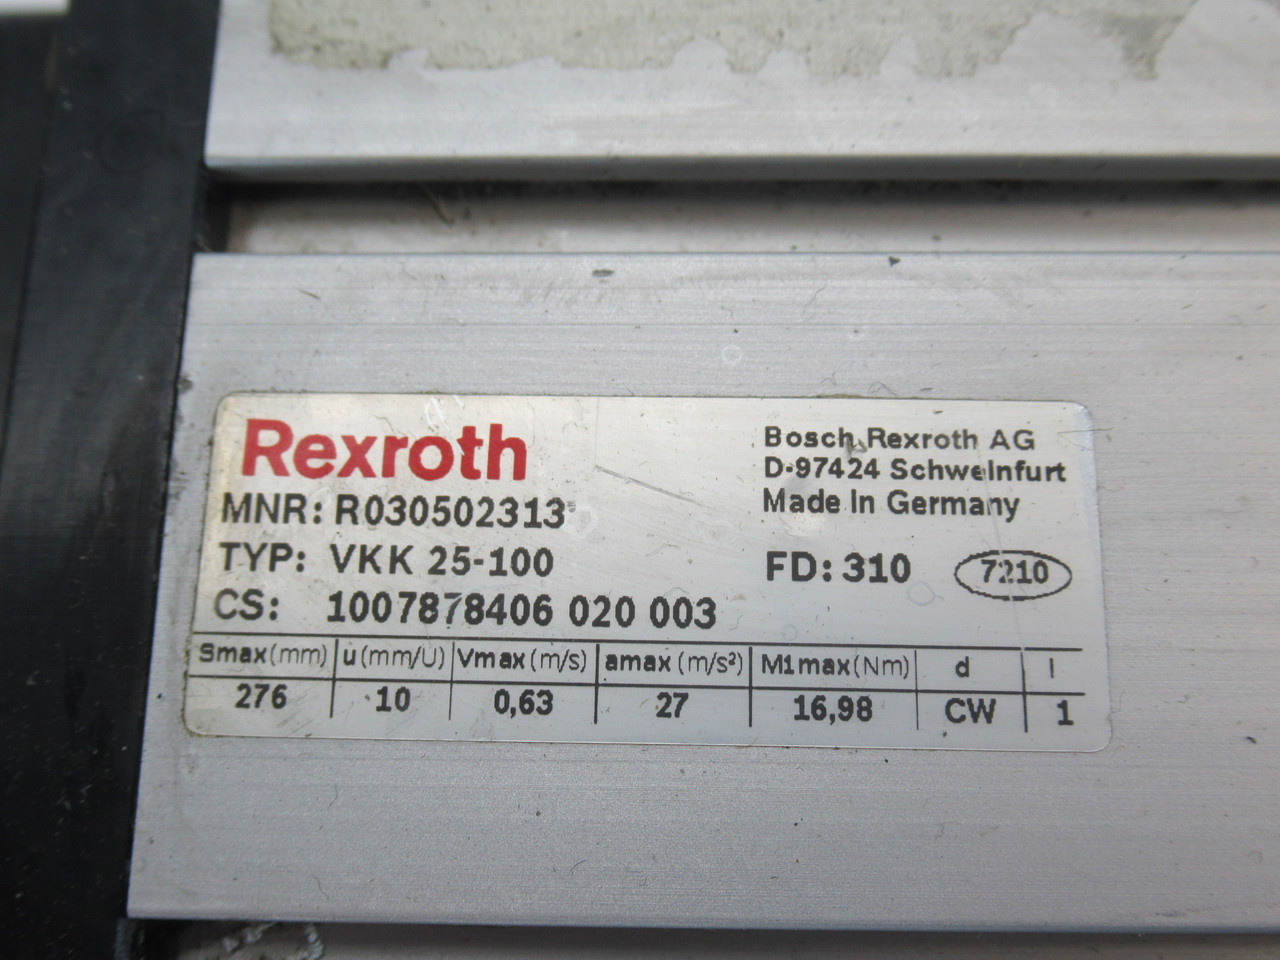 Rexroth
Bosch Rexroth AG
D-97424 Schweinfurt
Made in Germany
MNR: R030502313
TYP: VKK 25-100
FD: 310
7210
CS: 1007878406 020 003
Smax(mm) u(mm/U) Vmax(m/s) amax(m/s²) M1max(Nm) d I
276 10 0,63 27 16,98 CW 1